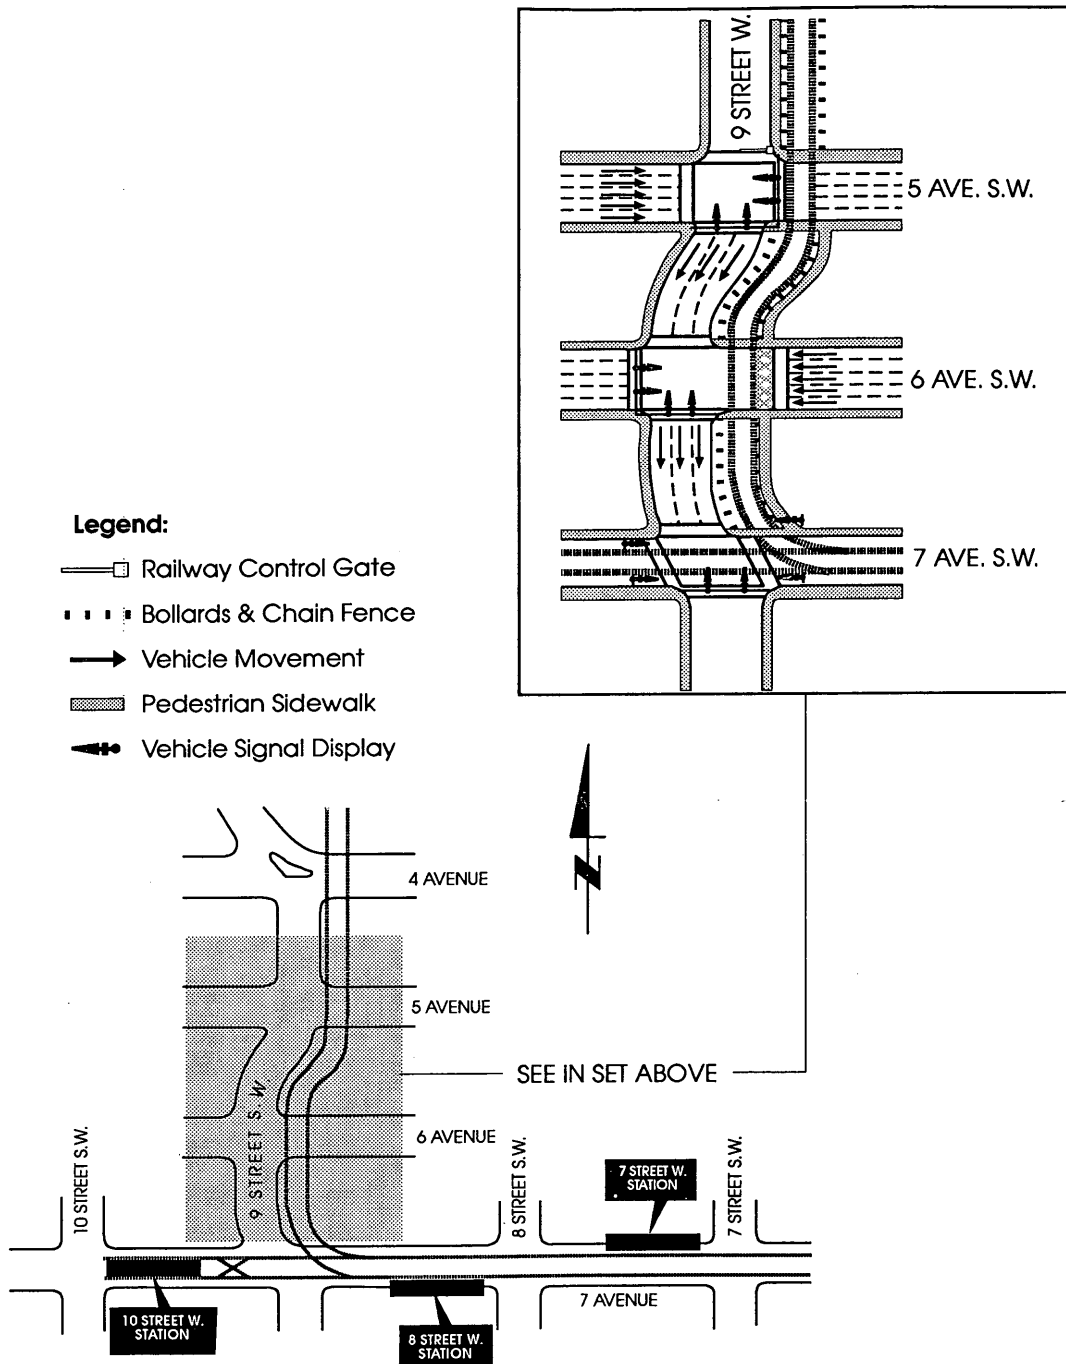 9 STREET W.
5 AVE. S.W.
6 AVE. S.W.
7 AVE. S.W.
Legend:
Railway Control Gate
Bollards & Chain Fence
Vehicle Movement
Pedestrian Sidewalk
Vehicle Signal Display
N
4 AVENUE
5 AVENUE
SEE IN SET ABOVE
9 STREET S.W.
6 AVENUE
10 STREET S.W.
8 STREET S.W.
7 STREET W.
STATION
7 STREET S.W.
7 AVENUE
10 STREET W.
STATION
8 STREET W.
STATION